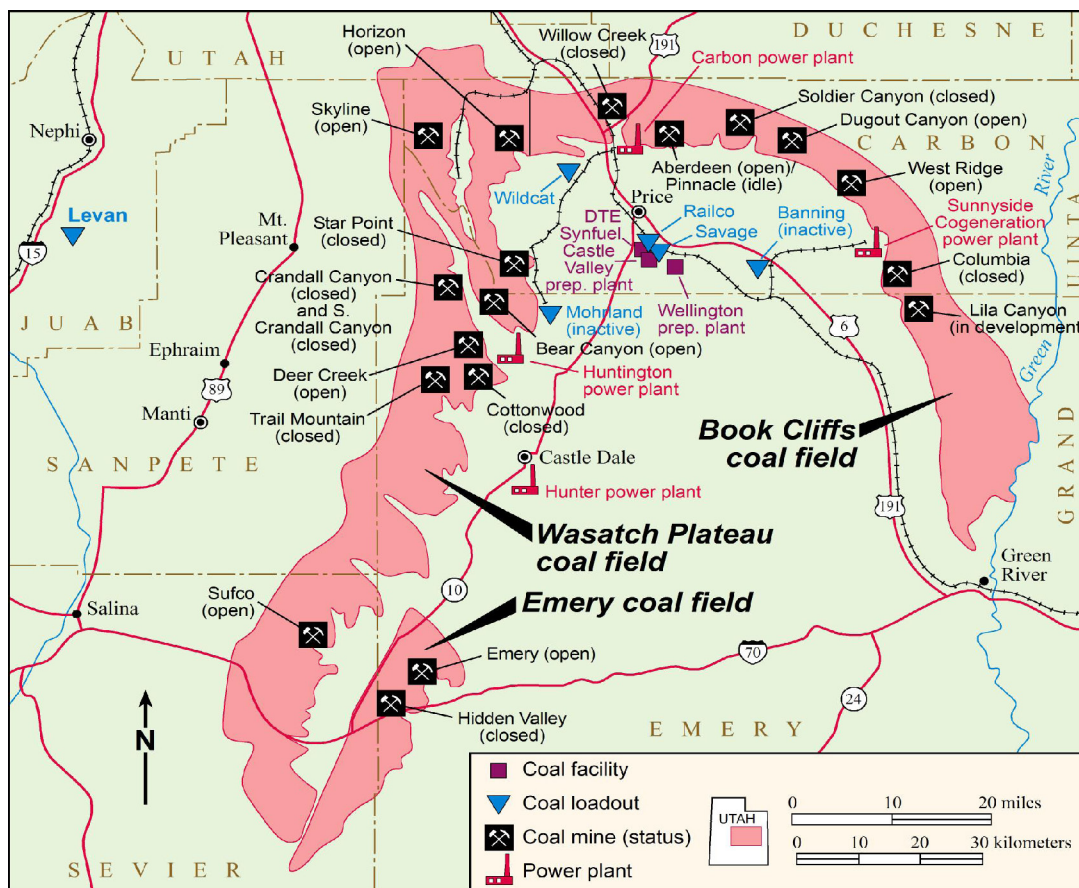 DUCHESNE
UTAH
Horizon
(open)
Willow Creek
(closed)
191
Carbon power plant
Skyline
(open)
Soldier Canyon (closed)
Dugout Canyon (open)
CARBON
Nephi
Aberdeen (open)/
Pinnacle (idle)
West Ridge
(open)
River
Wildcat
Price
Levan
15
Mt.
Pleasant
Star Point
(closed)
DTE
Synfuel
Castle
Valley
prep. plant
Railco
Savage
Banning
(inactive)
Sunnyside
Cogeneration
power plant
UINTA
Crandall Canyon
(closed)
and S.
Crandall Canyon
(closed)
Columbia
(closed)
JUAB
Mohrland
(inactive)
Wellington
prep. plant
6
Lila Canyon
(in development)
Green
Ephraim
Bear Canyon (open)
Deer Creek
(open)
Huntington
power plant
89
Manti
Trail Mountain
(closed)
Cottonwood
(closed)
Book Cliffs
coal field
SANPETE
Castle Dale
GRAND
Hunter power plant
191
Wasatch Plateau
coal field
Green
River
Salina
Sufco
(open)
10
Emery coal field
Emery (open)
70
24
Hidden Valley
(closed)
EMERY
N
Coal facility
Coal loadout
Coal mine (status)
Power plant
UTAH
0 10 20 miles
0 10 20 30 kilometers
SEVIER